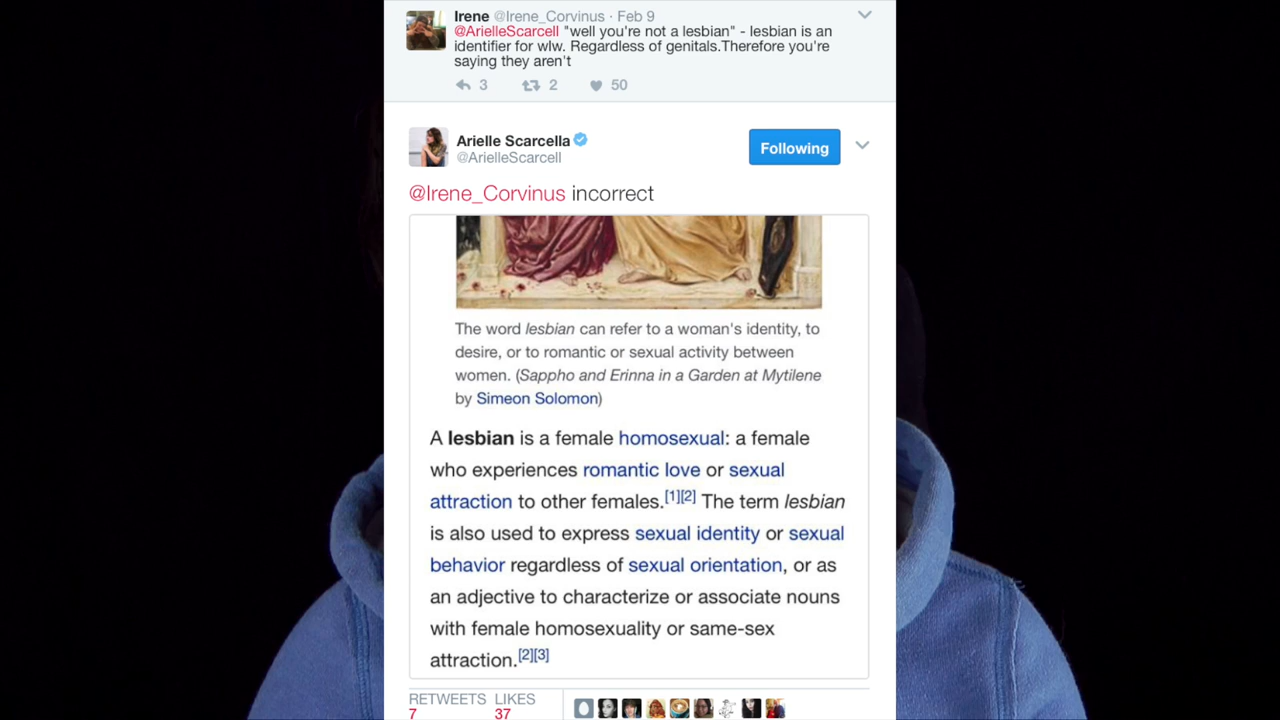 Irene @Irene_Corvinus · Feb 9
@ArielleScarcell "well you're not a lesbian" - lesbian is an
identifier for wlw. Regardless of genitals.Therefore you're
saying they aren't
3 2 50
Arielle Scarcella
@ArielleScarcell
Following
@Irene_Corvinus incorrect
The word lesbian can refer to a woman's identity, to
desire, or to romantic or sexual activity between
women. (Sappho and Erinna in a Garden at Mytilene
by Simeon Solomon)
A lesbian is a female homosexual: a female
who experiences romantic love or sexual
attraction to other females.[1][2] The term lesbian
is also used to express sexual identity or sexual
behavior regardless of sexual orientation, or as
an adjective to characterize or associate nouns
with female homosexuality or same-sex
attraction.[2][3]
RETWEETS LIKES
7 37